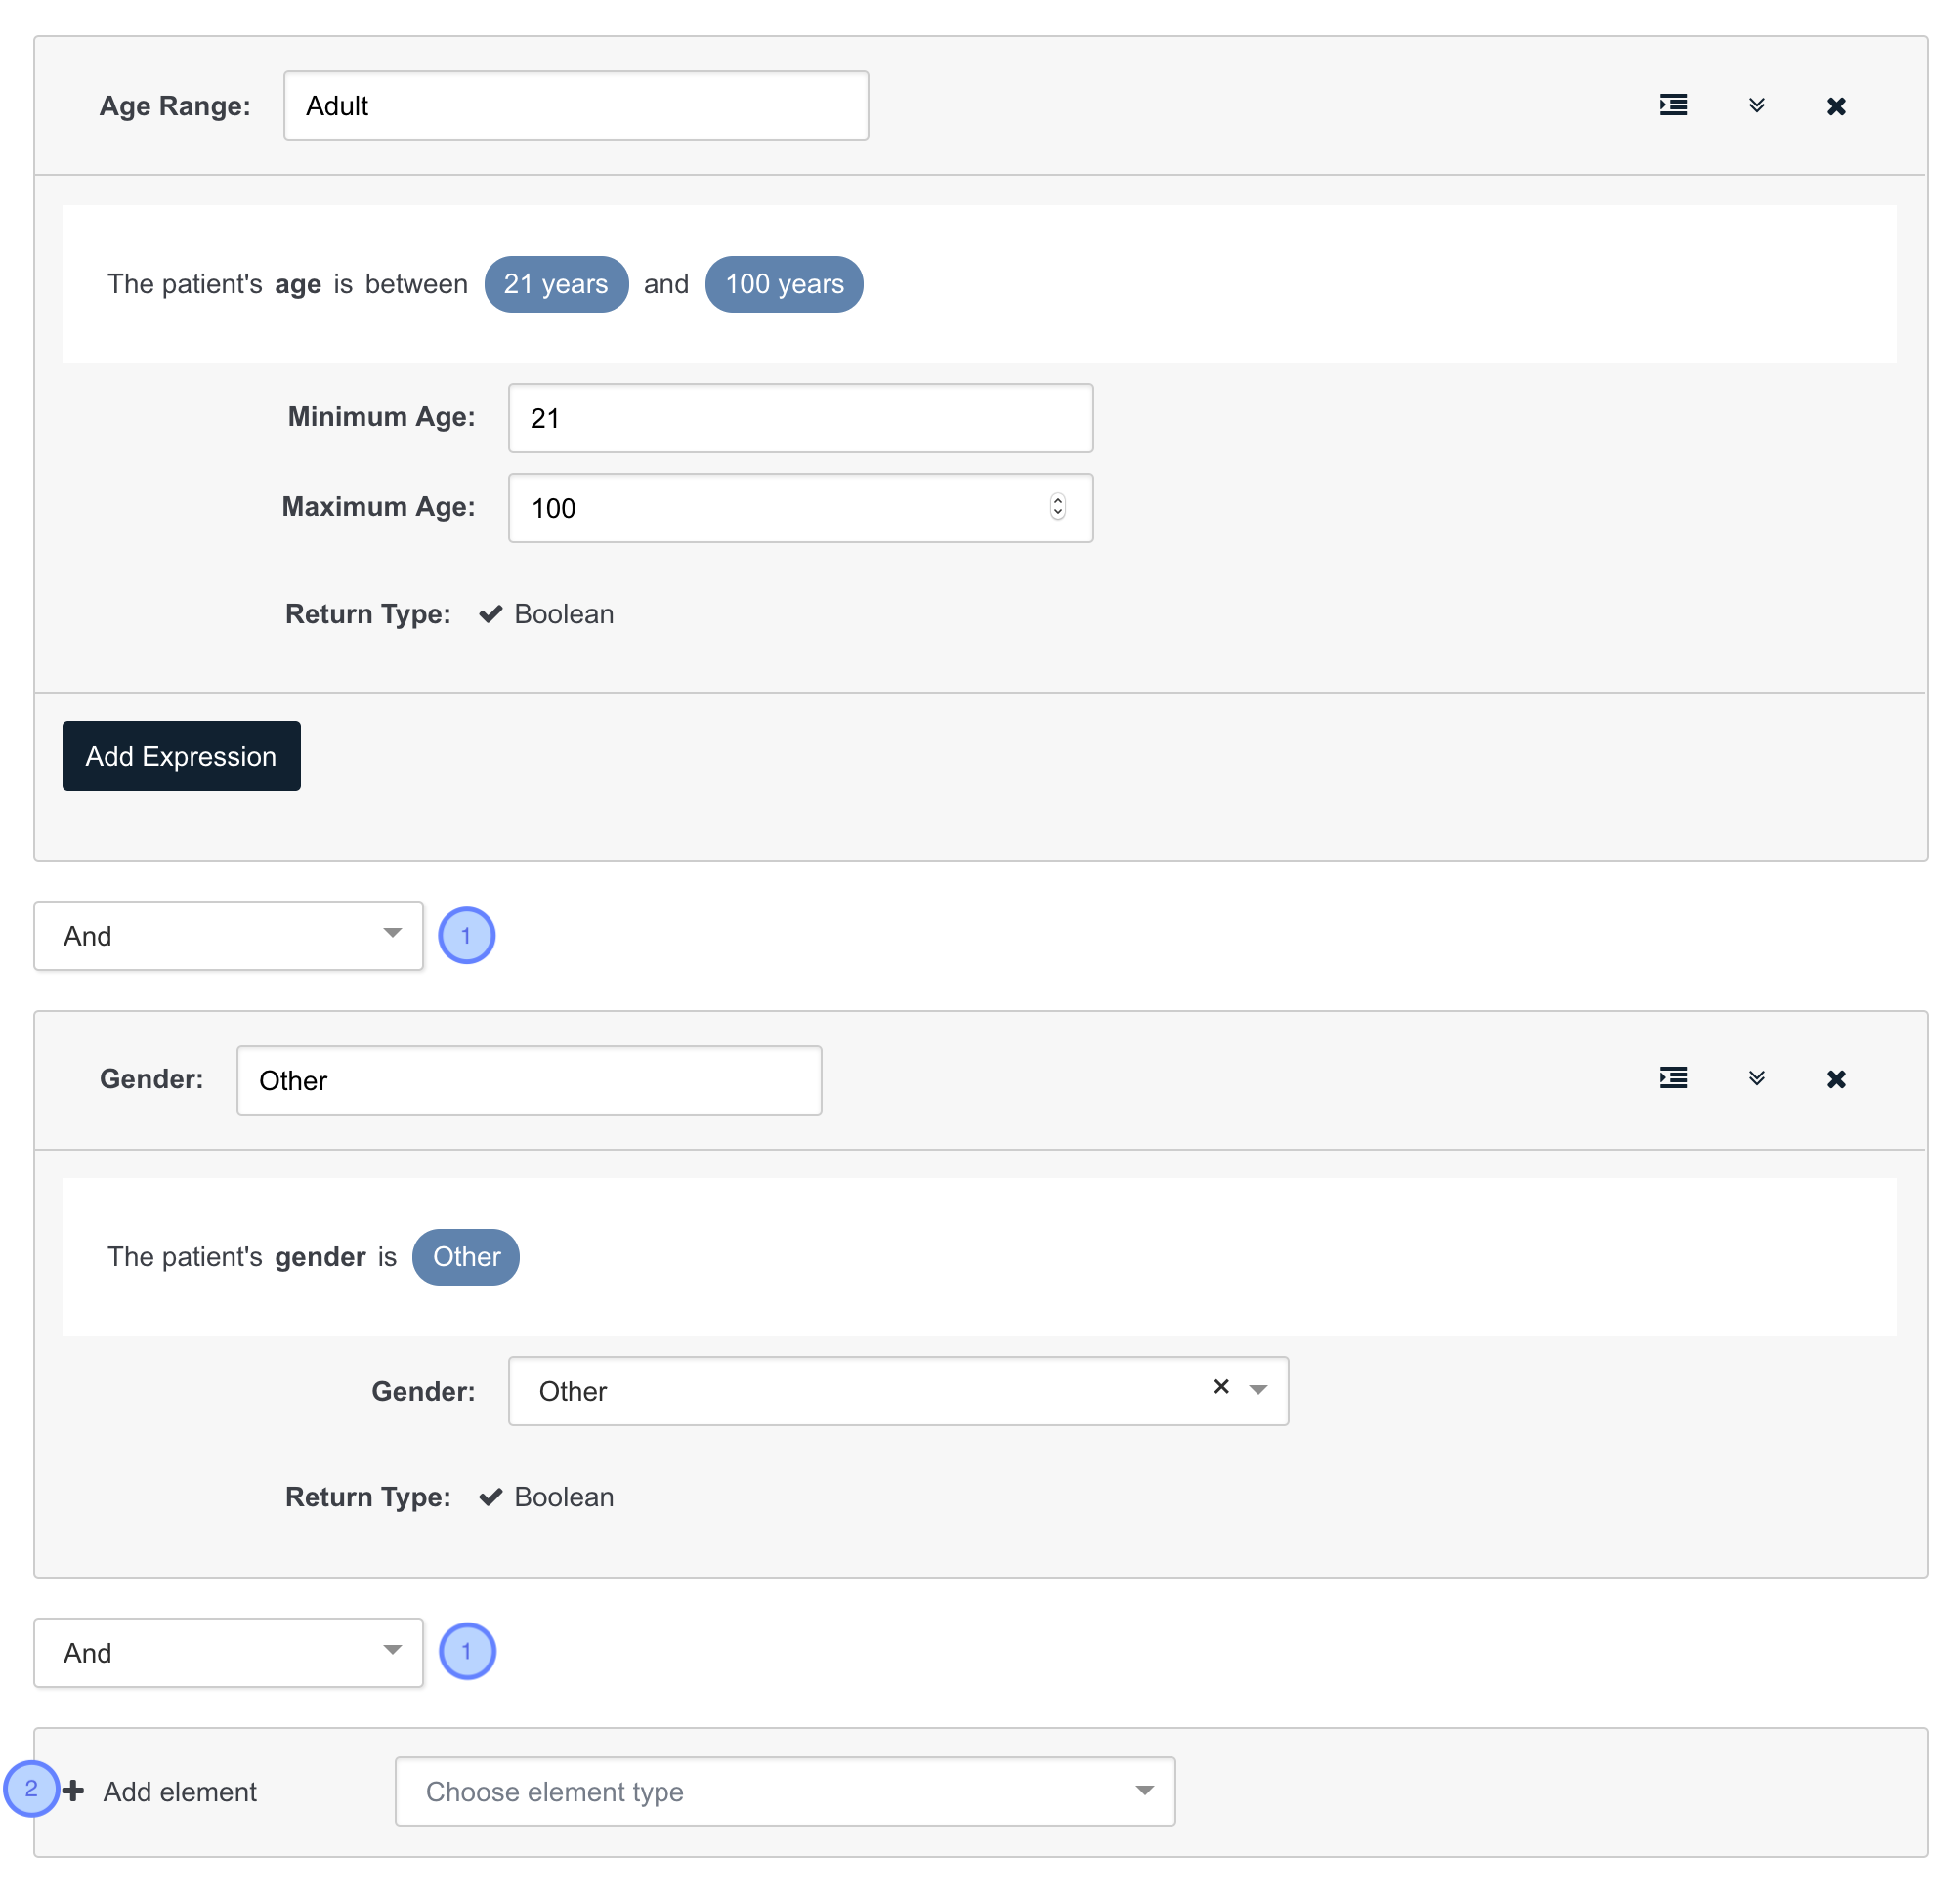 Age Range: Adult
The patient's age is between 21 years and 100 years
Minimum Age: 21
Maximum Age: 100
Return Type: Boolean
Add Expression
And 1
Gender: Other
The patient's gender is Other
Gender: Other
Return Type: Boolean
And 1
2 Add element Choose element type